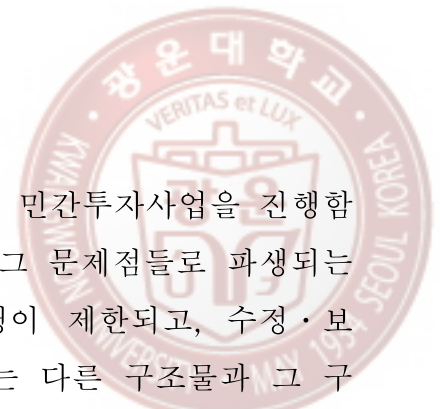 광운대학교
VERITAS et LUX
민간투자사업을 진행함
그 문제점들로 파생되는
이 제한되고, 수정·보
는 다른 구조물과 그 구
SEOUL KOREA
MAY 1934